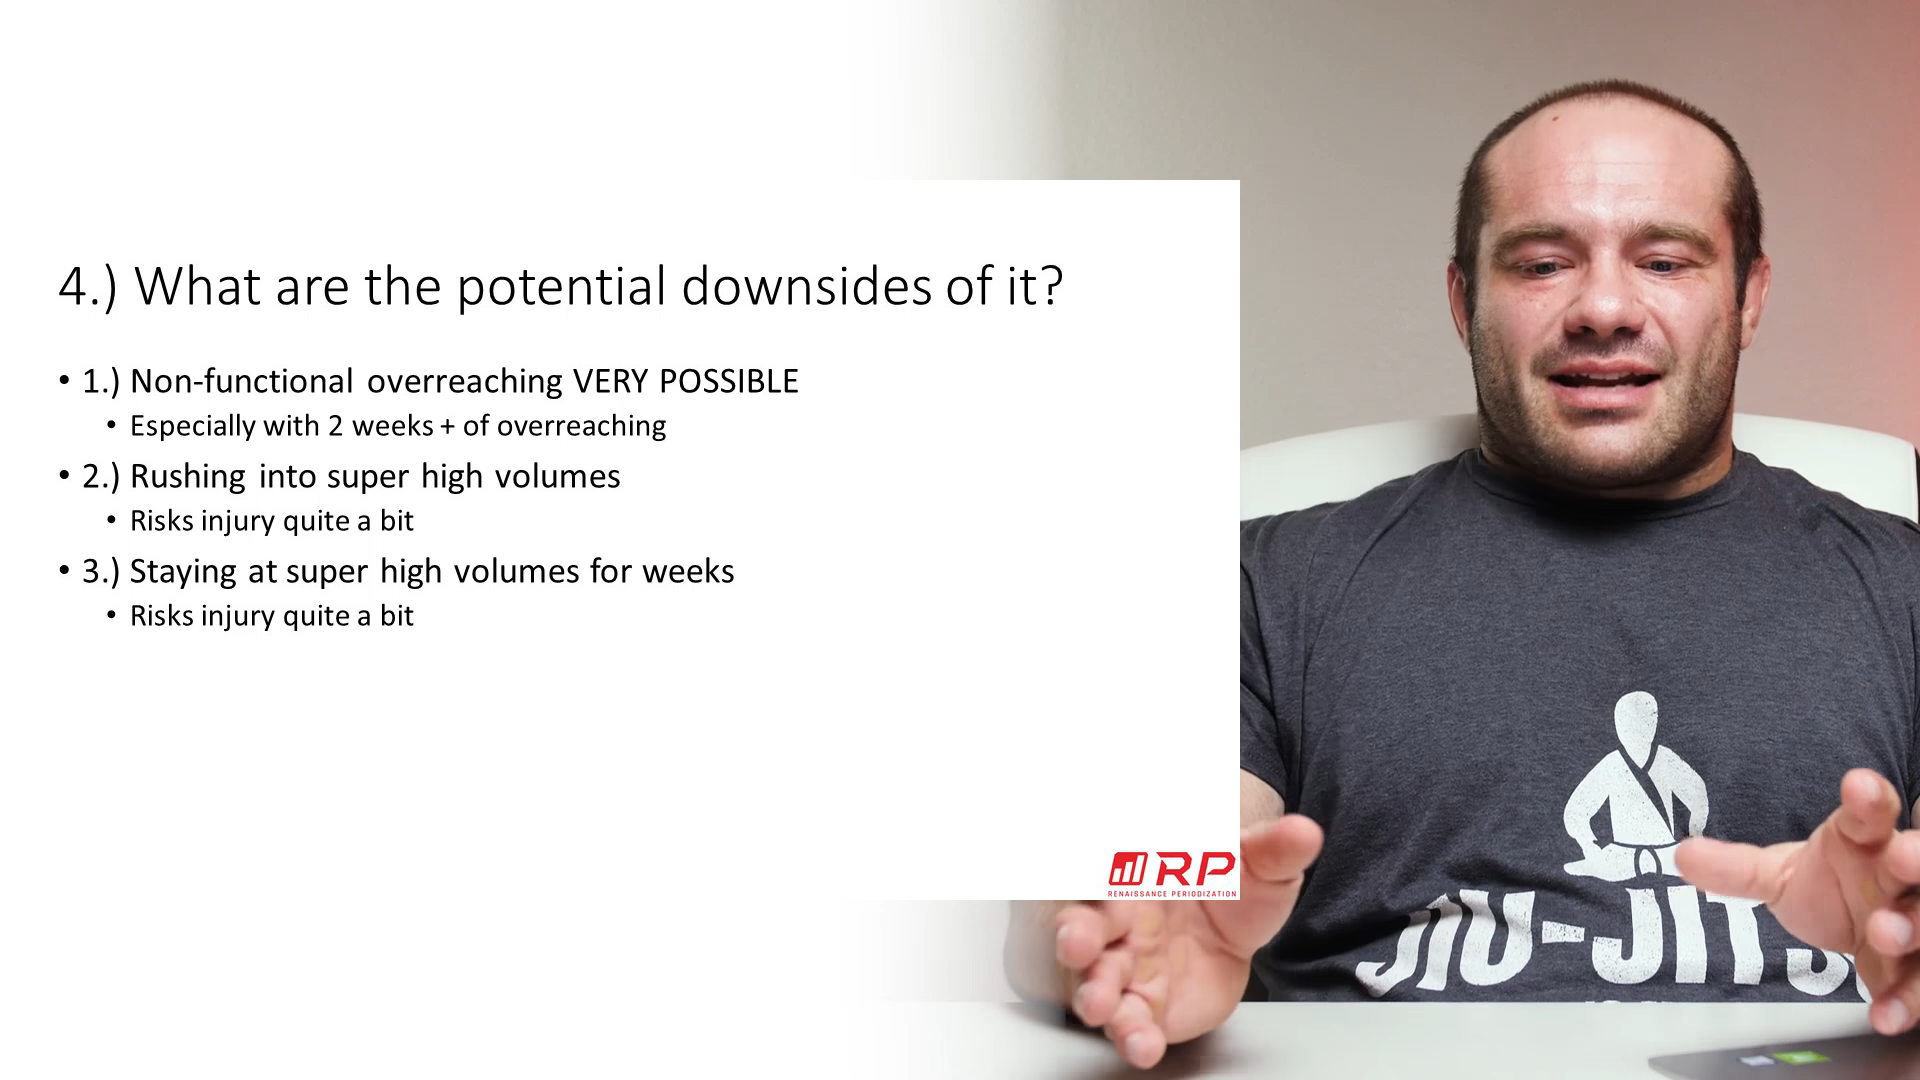 4.) What are the potential downsides of it?
• 1.) Non-functional overreaching VERY POSSIBLE
• Especially with 2 weeks + of overreaching
• 2.) Rushing into super high volumes
• Risks injury quite a bit
• 3.) Staying at super high volumes for weeks
• Risks injury quite a bit
RP
RENAISSANCE PERIODIZATION
JIU-JITS